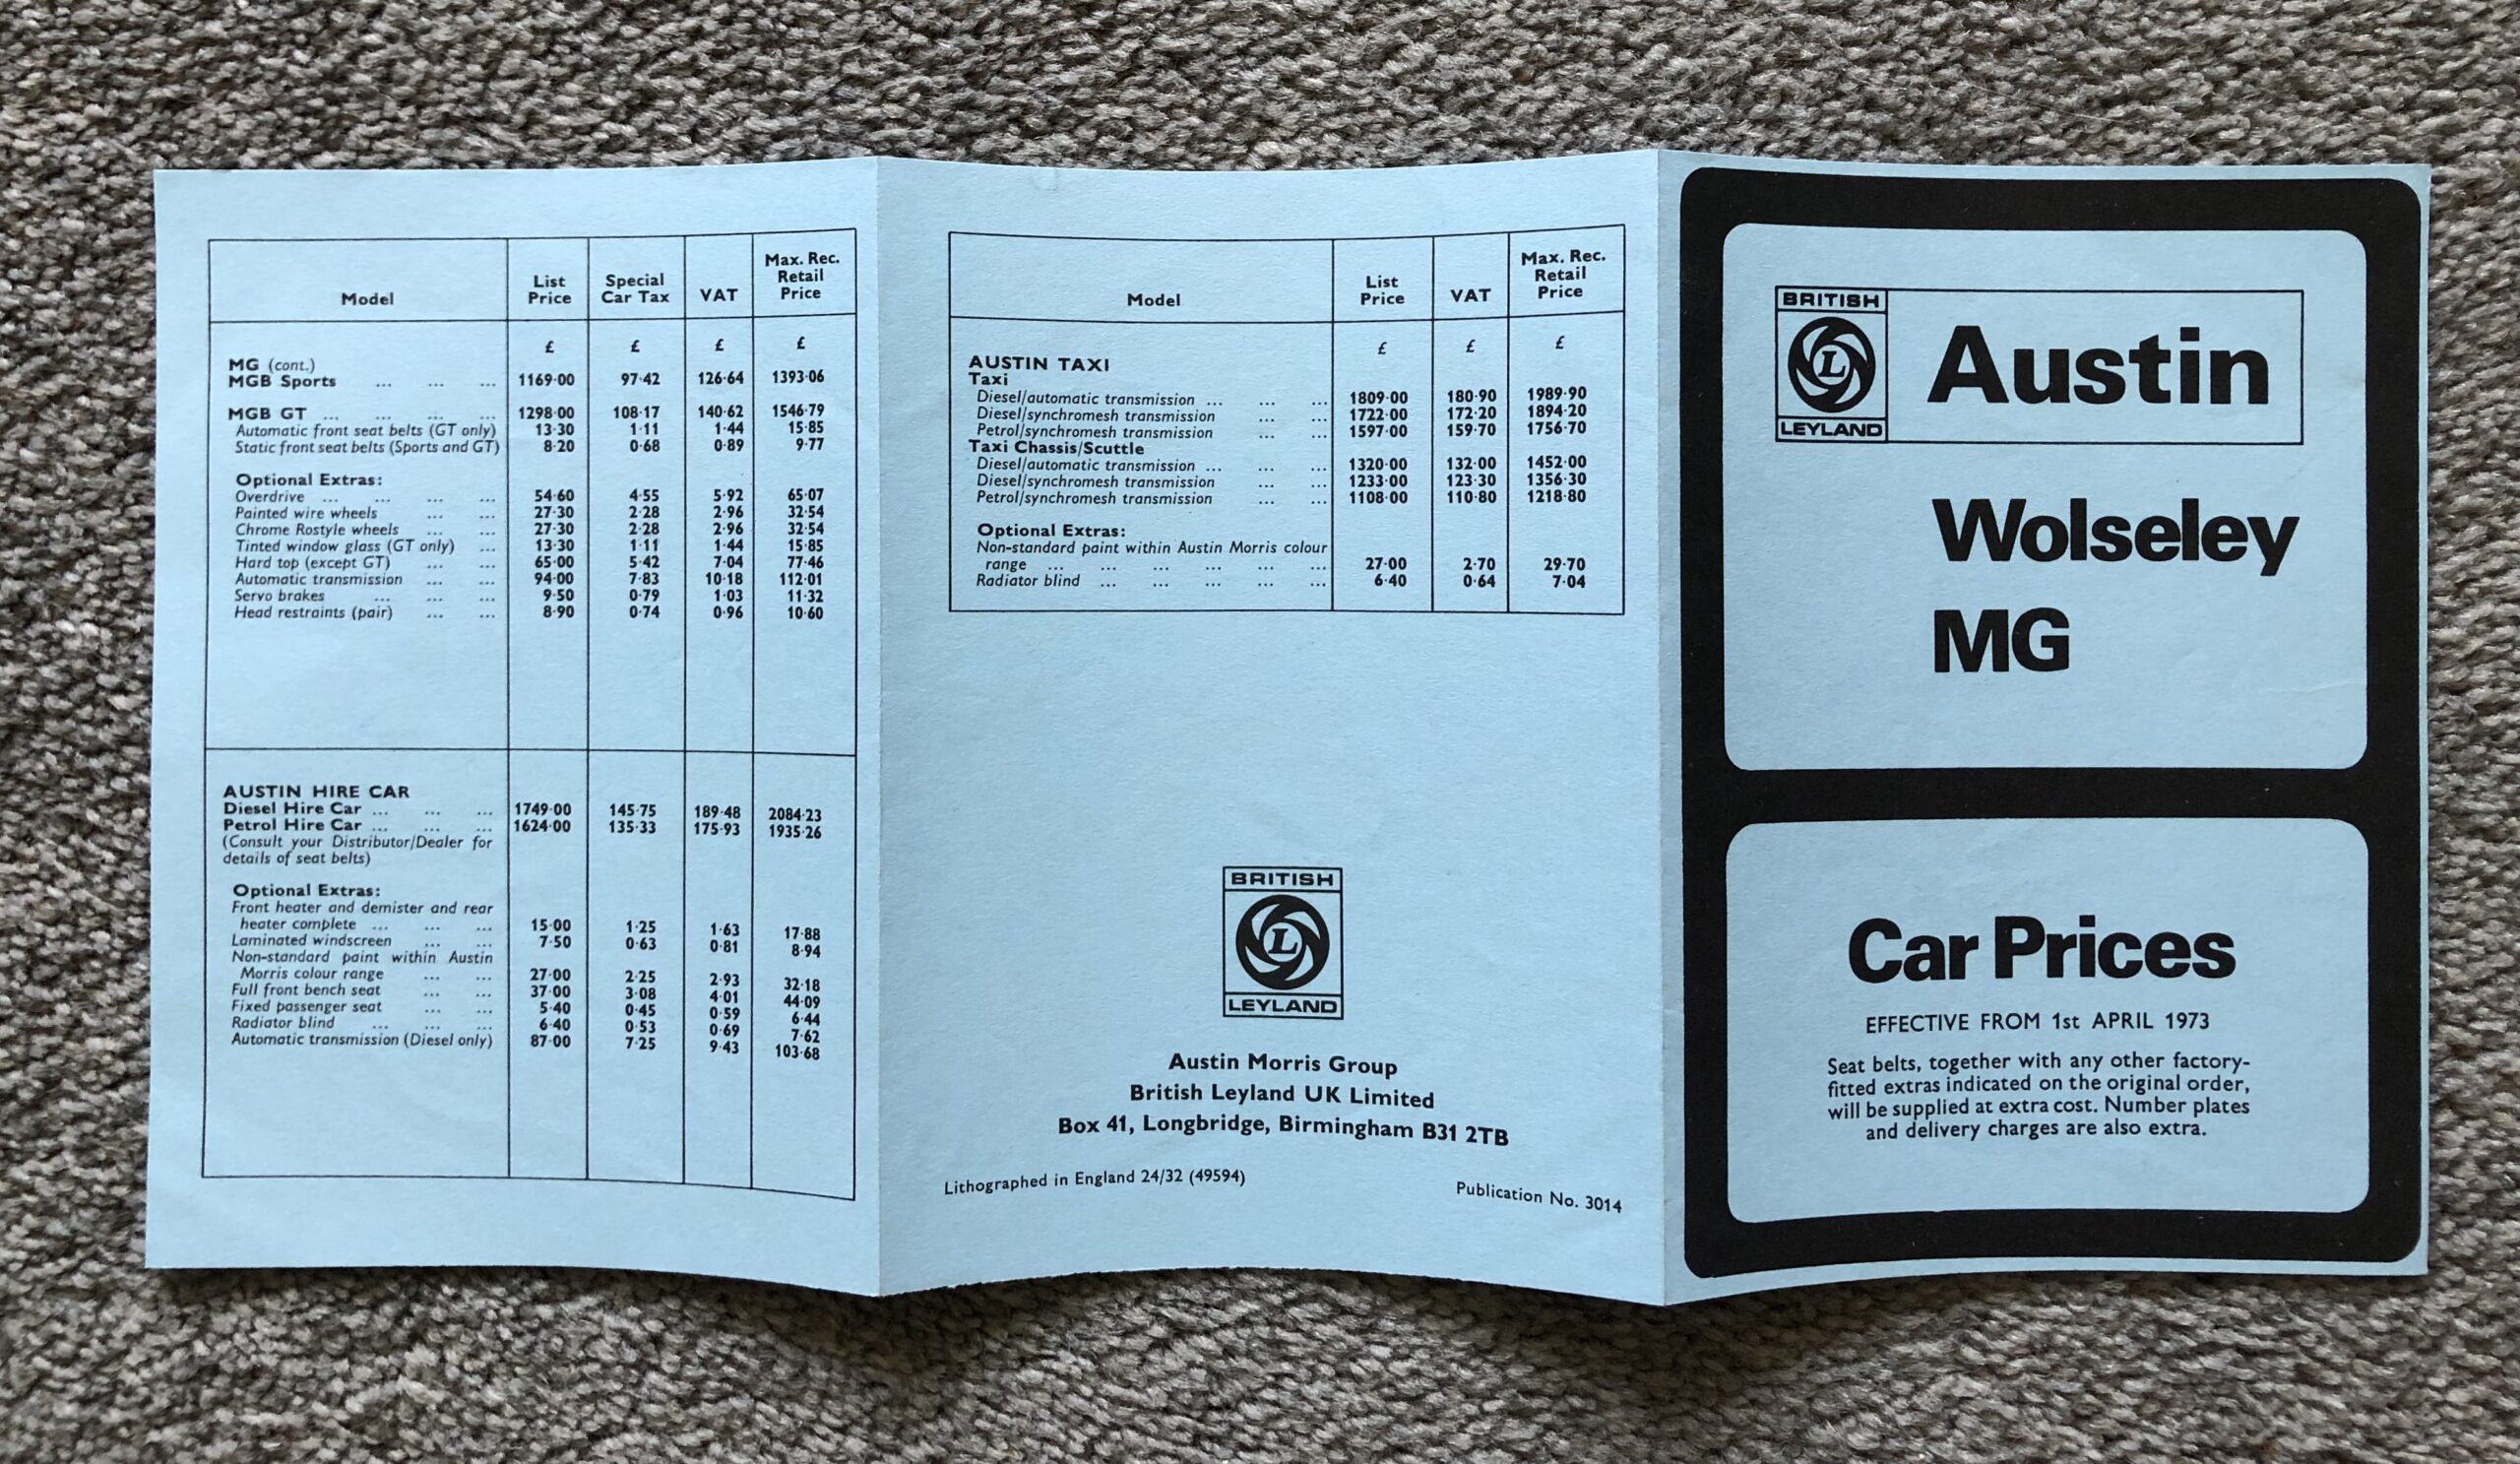 Model List Price Special Car Tax VAT Max. Rec. Retail Price
£ £ £ £
MG (cont.)
MGB Sports ... ... ... 1169·00 97·42 126·64 1393·06
MGB GT ... ... ... ... 1298·00 108·17 140·62 1546·79
Automatic front seat belts (GT only) 13·30 1·11 1·44 15·85
Static front seat belts (Sports and GT) 8·20 0·68 0·89 9·77
Optional Extras:
Overdrive ... ... ... ... 54·60 4·55 5·92 65·07
Painted wire wheels ... ... 27·30 2·28 2·96 32·54
Chrome Rostyle wheels ... ... 27·30 2·28 2·96 32·54
Tinted window glass (GT only) ... 13·30 1·11 1·44 15·85
Hard top (except GT) ... ... 65·00 5·42 7·04 77·46
Automatic transmission ... ... 94·00 7·83 10·18 112·01
Servo brakes ... ... ... 9·50 0·79 1·03 11·32
Head restraints (pair) ... ... 8·90 0·74 0·96 10·60
AUSTIN HIRE CAR
Diesel Hire Car ... ... ... 1749·00 145·75 189·48 2084·23
Petrol Hire Car ... ... ... 1624·00 135·33 175·93 1935·26
(Consult your Distributor/Dealer for
details of seat belts)
Optional Extras:
Front heater and demister and rear
heater complete ... ... ... 15·00 1·25 1·63 17·88
Laminated windscreen ... ... 7·50 0·63 0·81 8·94
Non-standard paint within Austin
Morris colour range ... ... 27·00 2·25 2·93 32·18
Full front bench seat ... ... 37·00 3·08 4·01 44·09
Fixed passenger seat ... ... 5·40 0·45 0·59 6·44
Radiator blind ... ... ... 6·40 0·53 0·69 7·62
Automatic transmission (Diesel only) 87·00 7·25 9·43 103·68
Model List Price VAT Max. Rec. Retail Price
£ £ £
AUSTIN TAXI
Taxi
Diesel/automatic transmission ... ... ... 1809·00 180·90 1989·90
Diesel/synchromesh transmission ... ... 1722·00 172·20 1894·20
Petrol/synchromesh transmission ... ... 1597·00 159·70 1756·70
Taxi Chassis/Scuttle
Diesel/automatic transmission ... ... ... 1320·00 132·00 1452·00
Diesel/synchromesh transmission ... ... 1233·00 123·30 1356·30
Petrol/synchromesh transmission ... ... 1108·00 110·80 1218·80
Optional Extras:
Non-standard paint within Austin Morris colour
range ... ... ... ... ... ... 27·00 2·70 29·70
Radiator blind ... ... ... ... ... 6·40 0·64 7·04
BRITISH
L
LEYLAND
Austin Morris Group
British Leyland UK Limited
Box 41, Longbridge, Birmingham B31 2TB
Lithographed in England 24/32 (49594)
Publication No. 3014
BRITISH
L
LEYLAND
Austin
Wolseley
MG
Car Prices
EFFECTIVE FROM 1st APRIL 1973
Seat belts, together with any other factory-
fitted extras indicated on the original order,
will be supplied at extra cost. Number plates
and delivery charges are also extra.